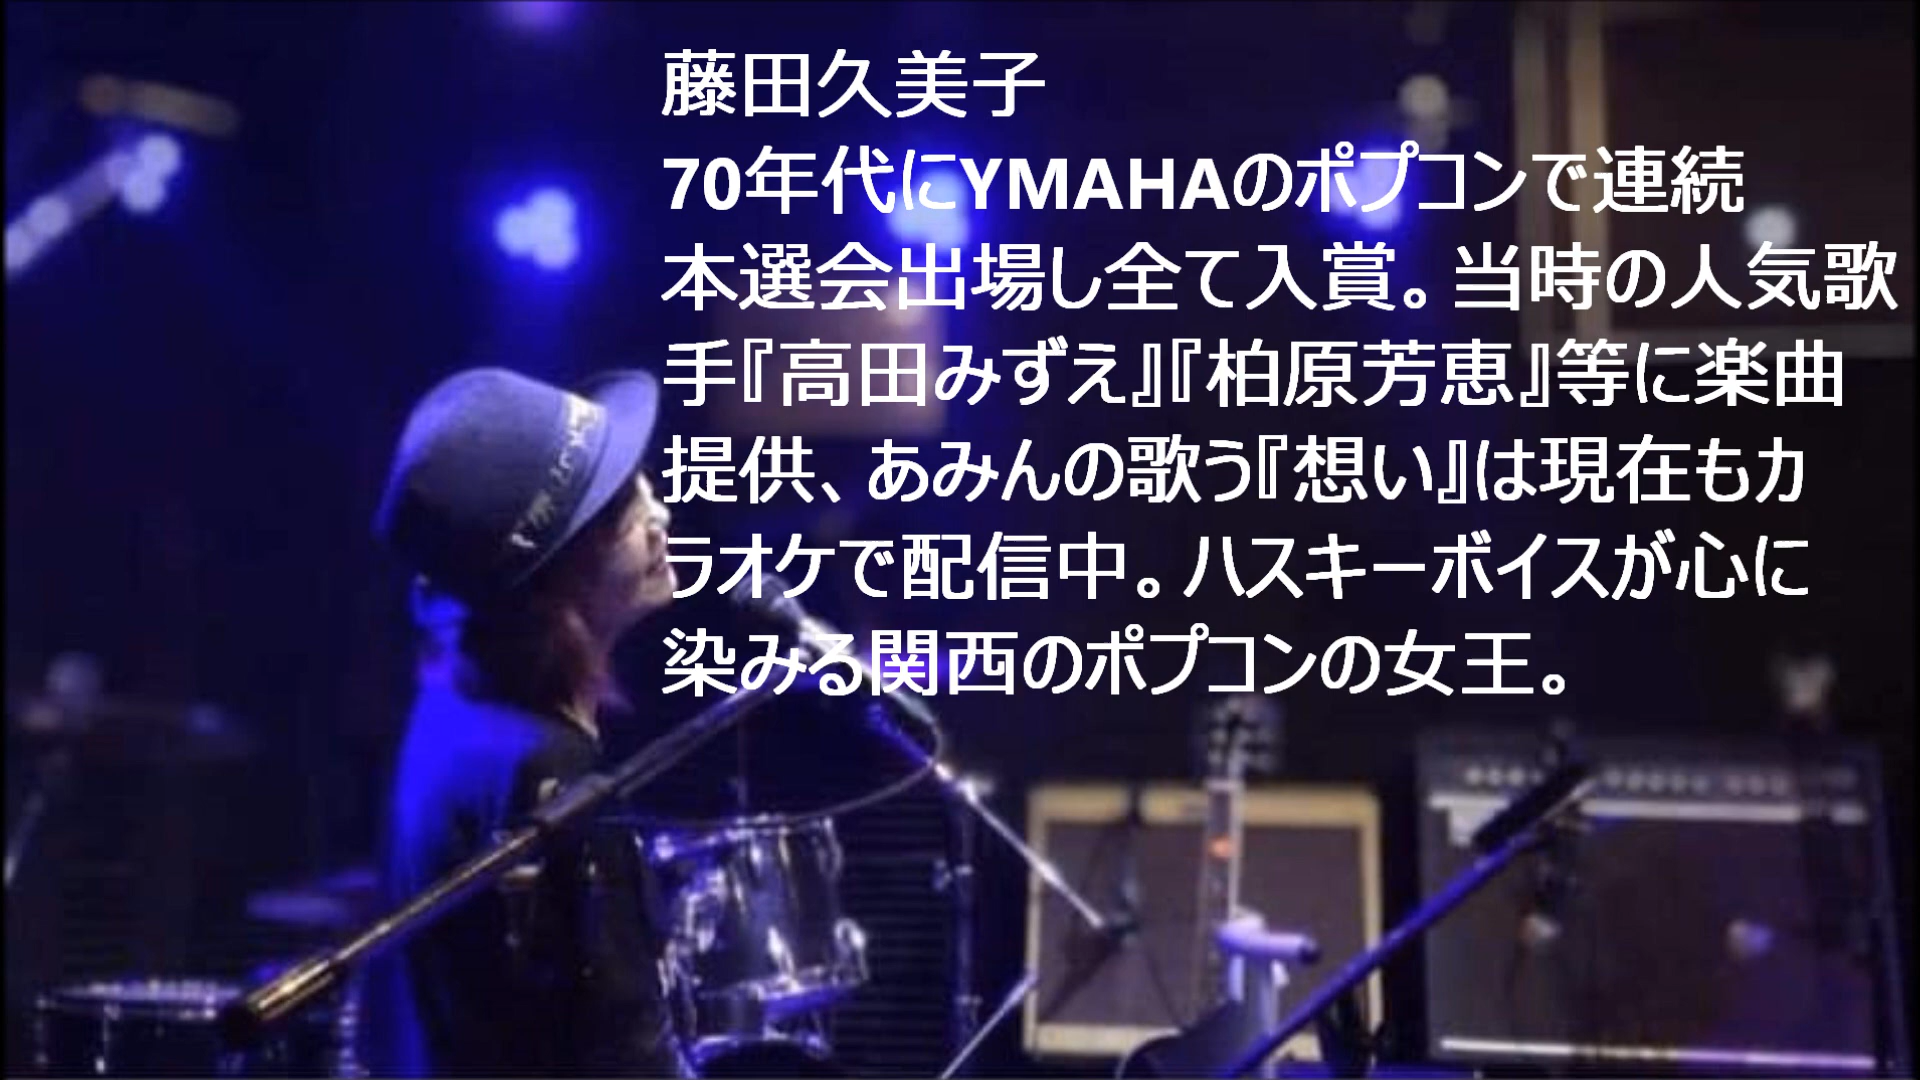 藤田久美子
70年代にYMAHAのポプコンで連続
本選会出場し全て入賞。当時の人気歌
手『高田みずえ』『柏原芳恵』等に楽曲
提供、あみんの歌う『想い』は現在もカ
ラオケで配信中。ハスキーボイスが心に
染みる関西のポプコンの女王。